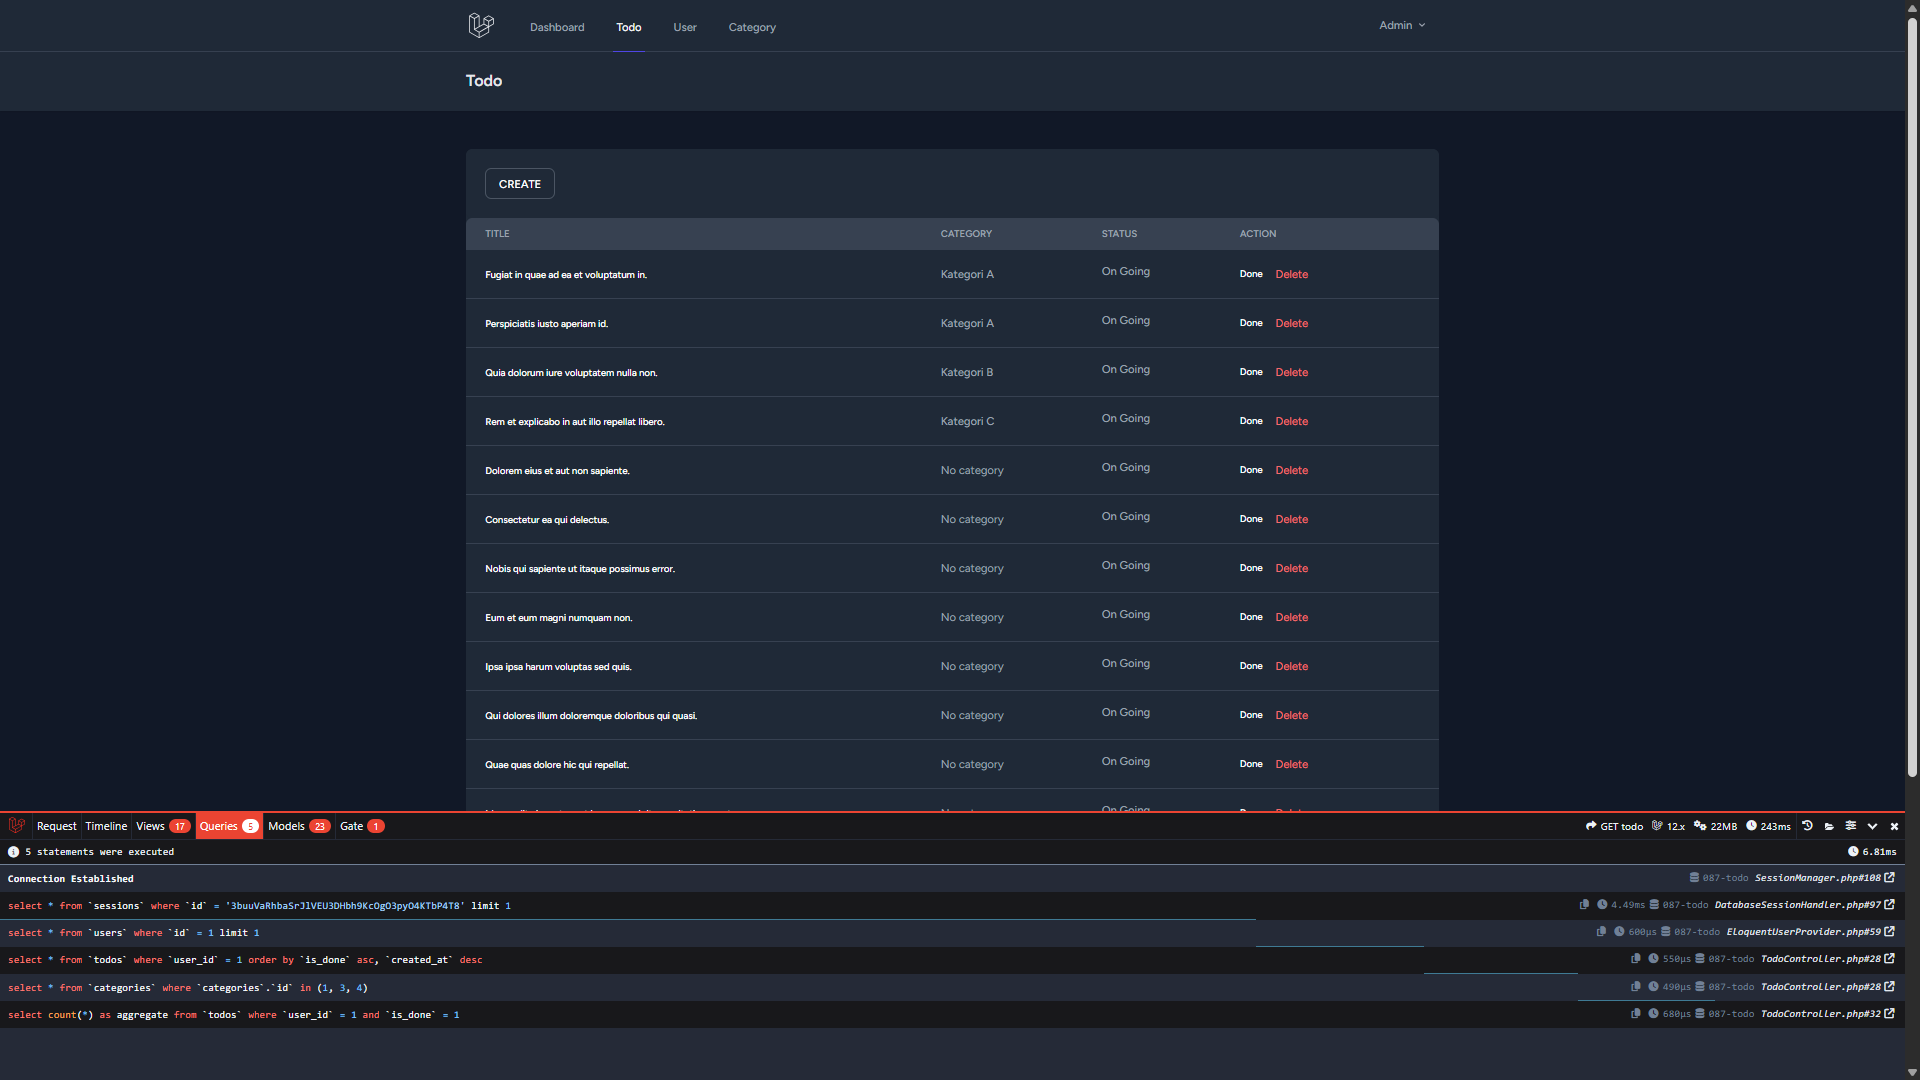 Dashboard Todo User Category Admin
Todo
CREATE
TITLE CATEGORY STATUS ACTION
Fugiat in quae ad ea et voluptatum in. Kategori A On Going Done Delete
Perspiciatis iusto aperiam id. Kategori A On Going Done Delete
Quia dolorum iure voluptatem nulla non. Kategori B On Going Done Delete
Rem et explicabo in aut illo repellat libero. Kategori C On Going Done Delete
Dolorem eius et aut non sapiente. No category On Going Done Delete
Consectetur ea qui delectus. No category On Going Done Delete
Nobis qui sapiente ut itaque possimus error. No category On Going Done Delete
Eum et eum magni numquam non. No category On Going Done Delete
Ipsa ipsa harum voluptas sed quis. No category On Going Done Delete
Qui dolores illum doloremque doloribus qui quasi. No category On Going Done Delete
Quae quas dolore hic qui repellat. No category On Going Done Delete
On Going
Request Timeline Views 17 Queries 5 Models 23 Gate 1 GET todo 12.x 22MB 243ms
5 statements were executed 6.81ms
Connection Established 087-todo SessionManager.php#108
select * from `sessions` where `id` = '3buuVaRhbaSrJlVEU3DHbh9KcOgO3pyO4KTbP4T8' limit 1 4.49ms 087-todo DatabaseSessionHandler.php#97
select * from `users` where `id` = 1 limit 1 600μs 087-todo EloquentUserProvider.php#59
select * from `todos` where `user_id` = 1 order by `is_done` asc, `created_at` desc 550μs 087-todo TodoController.php#28
select * from `categories` where `categories`.`id` in (1, 3, 4) 490μs 087-todo TodoController.php#28
select count(*) as aggregate from `todos` where `user_id` = 1 and `is_done` = 1 680μs 087-todo TodoController.php#32